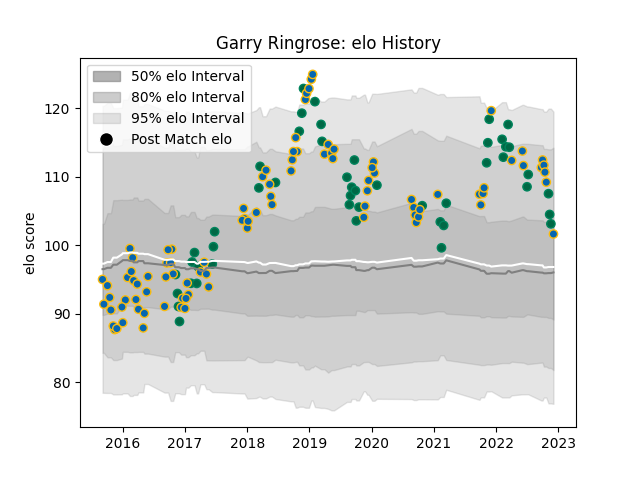 Garry Ringrose: elo History
50% elo Interval
80% elo Interval
95% elo Interval
Post Match elo
elo score
120
110
100
90
80
2016 2017 2018 2019 2020 2021 2022 2023